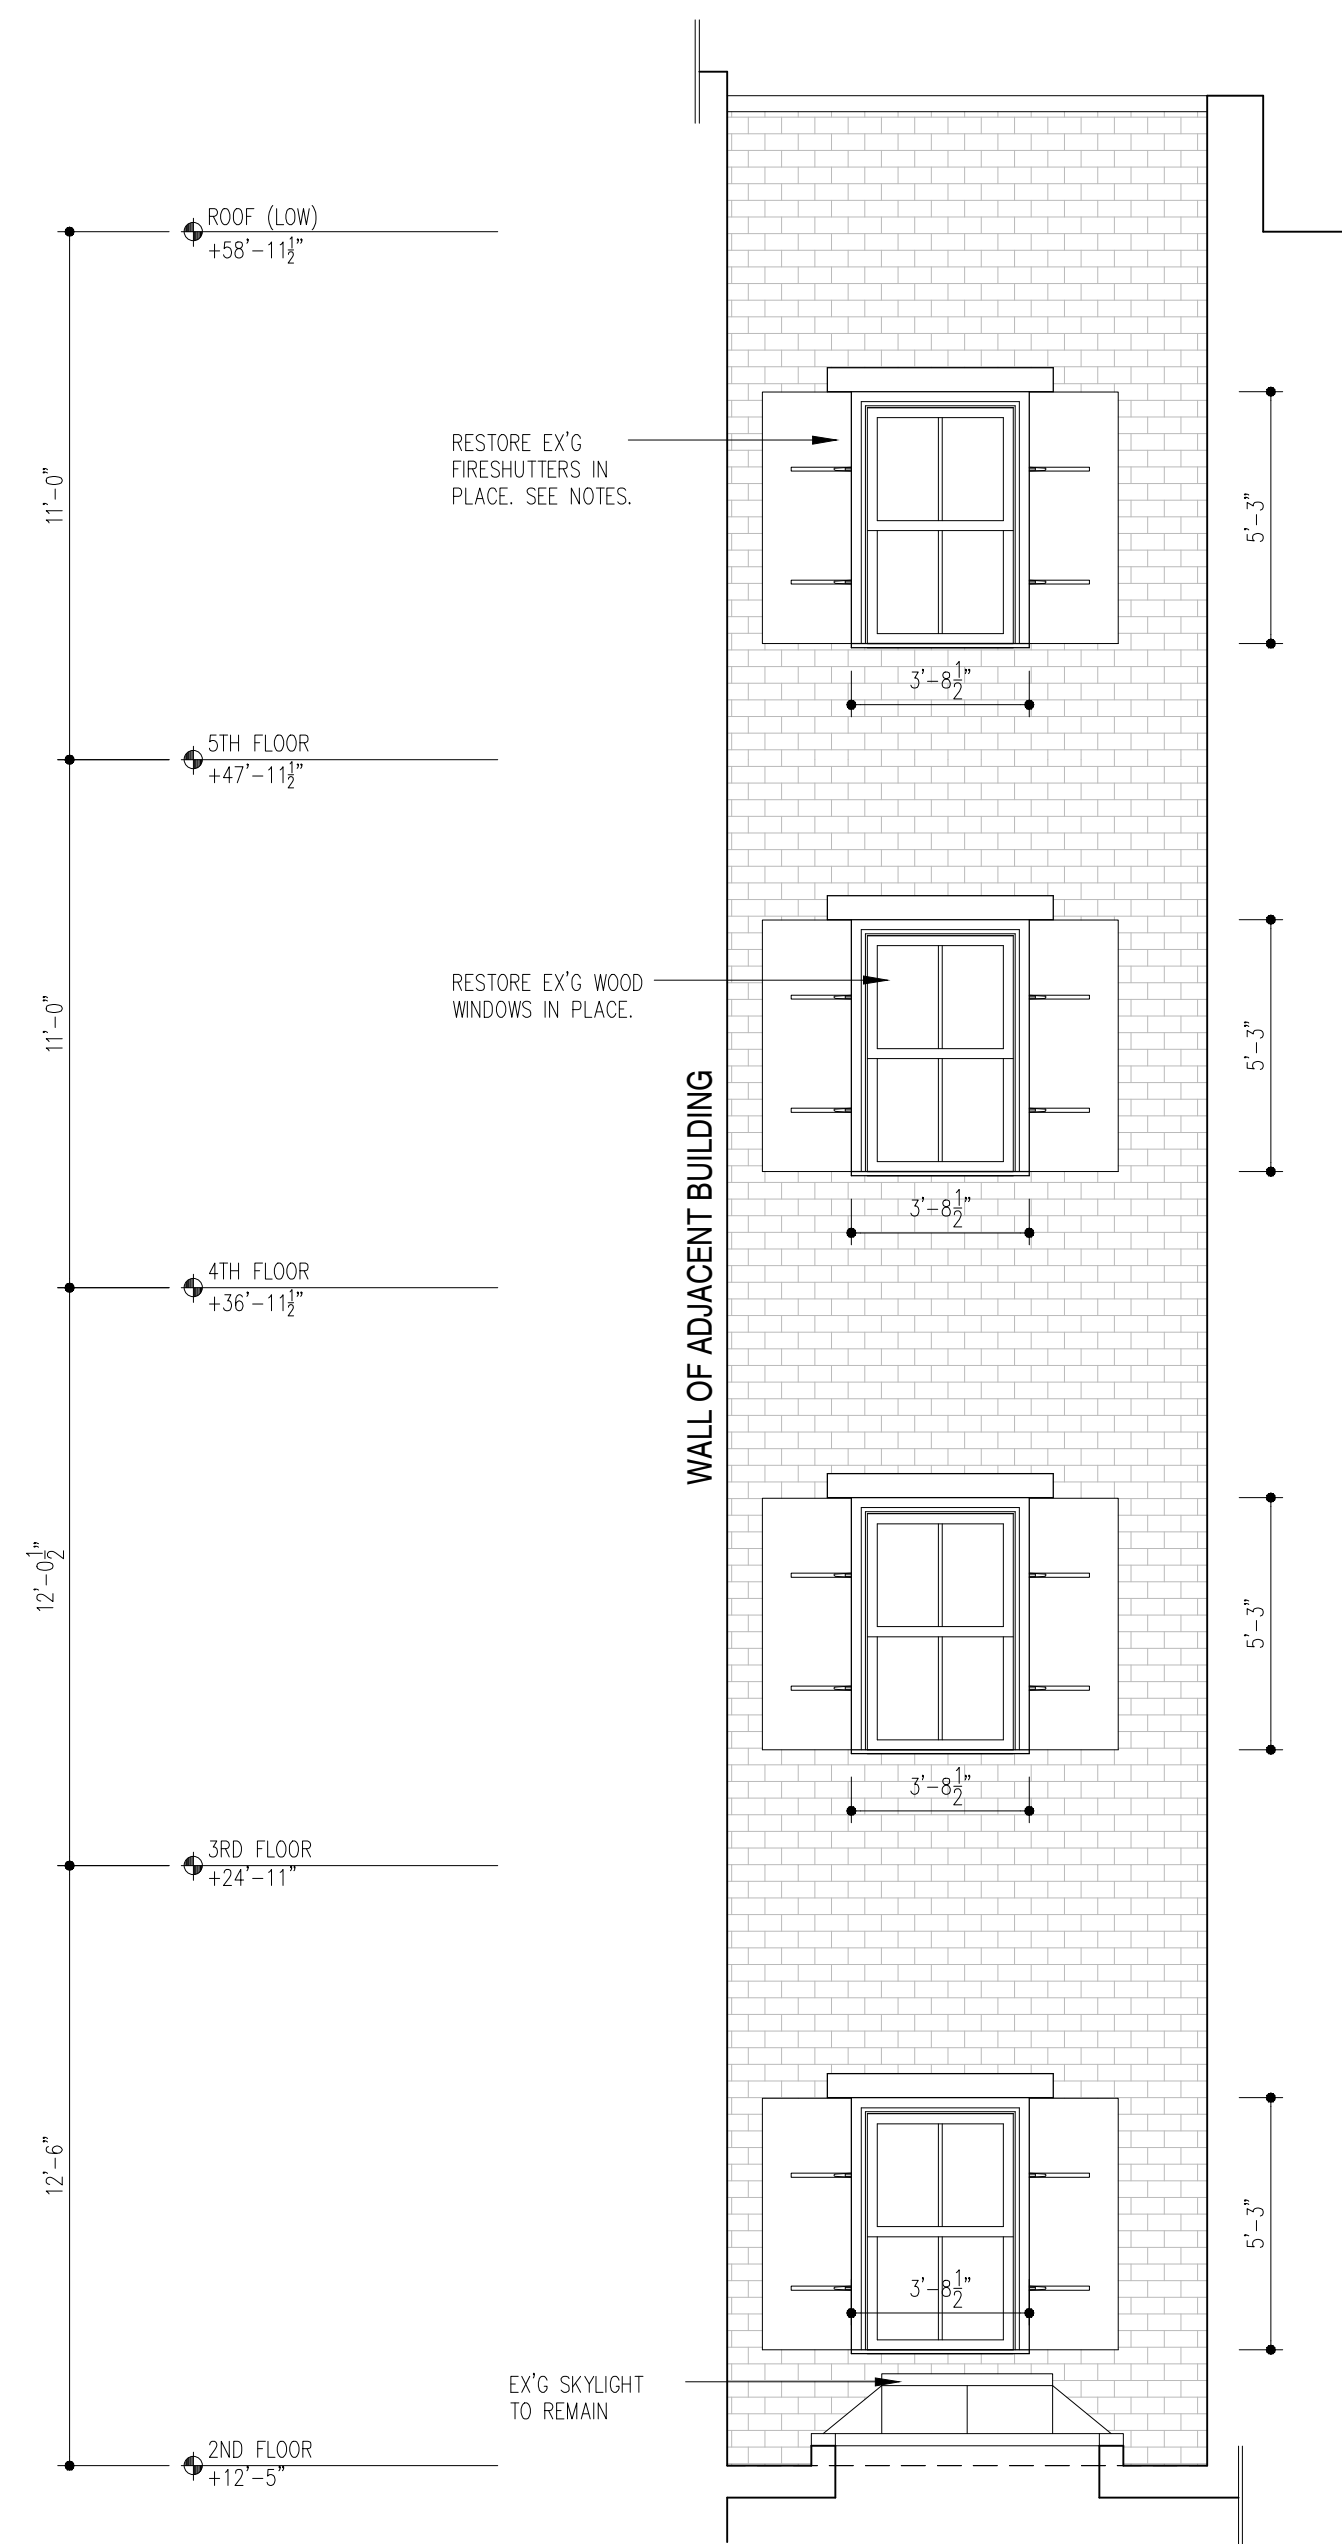 ROOF (LOW)
+58'-11½"
11'-0"
RESTORE EX'G
FIRESHUTTERS IN
PLACE. SEE NOTES.
5'-3"
3'-8½"
5TH FLOOR
+47'-11½"
11'-0"
RESTORE EX'G WOOD
WINDOWS IN PLACE.
5'-3"
WALL OF ADJACENT BUILDING
3'-8½"
4TH FLOOR
+36'-11½"
12'-0½"
5'-3"
3'-8½"
3RD FLOOR
+24'-11"
12'-6"
5'-3"
3'-8½"
EX'G SKYLIGHT
TO REMAIN
2ND FLOOR
+12'-5"